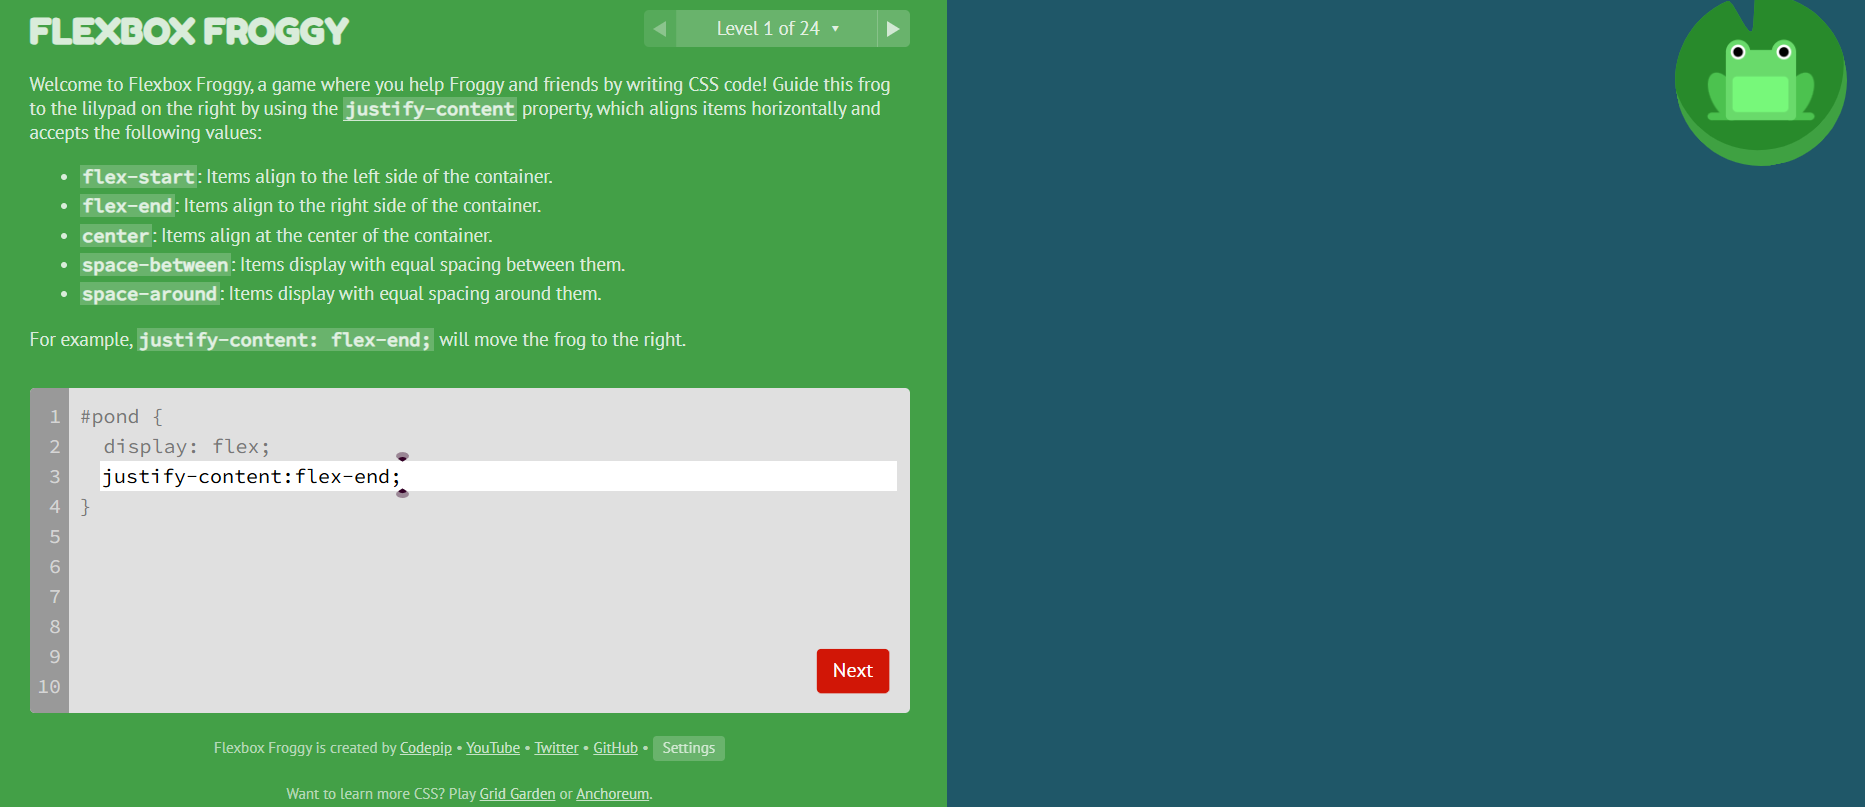 FLEXBOX FROGGY
◀ Level 1 of 24 ▾ ▶
Welcome to Flexbox Froggy, a game where you help Froggy and friends by writing CSS code! Guide this frog
to the lilypad on the right by using the justify-content property, which aligns items horizontally and
accepts the following values:
• flex-start: Items align to the left side of the container.
• flex-end: Items align to the right side of the container.
• center: Items align at the center of the container.
• space-between: Items display with equal spacing between them.
• space-around: Items display with equal spacing around them.
For example, justify-content: flex-end; will move the frog to the right.
1 #pond {
2 display: flex;
3 justify-content:flex-end;
4 }
5
6
7
8
9
10
Next
Flexbox Froggy is created by Codepip • YouTube • Twitter • GitHub • Settings
Want to learn more CSS? Play Grid Garden or Anchoreum.